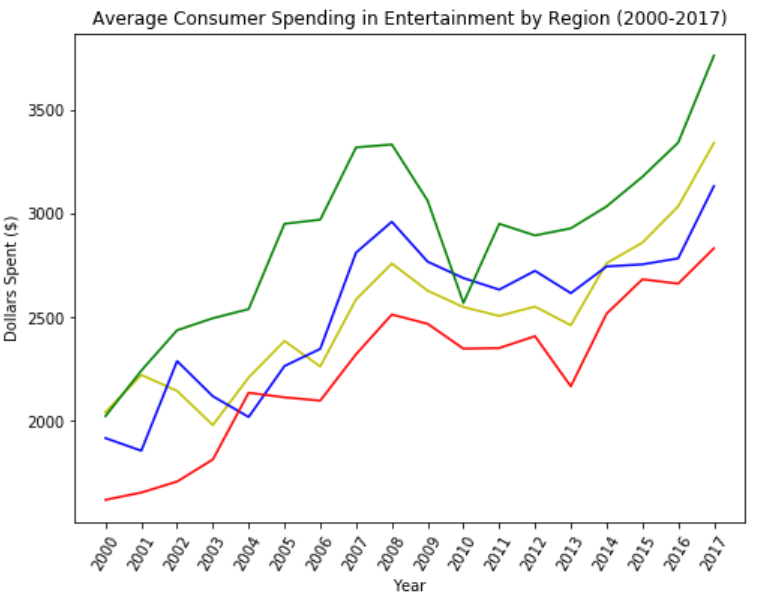 Average Consumer Spending in Entertainment by Region (2000-2017)
Dollars Spent ($)
3500
3000
2500
2000
2000 2001 2002 2003 2004 2005 2006 2007 2008 2009 2010 2011 2012 2013 2014 2015 2016 2017
Year